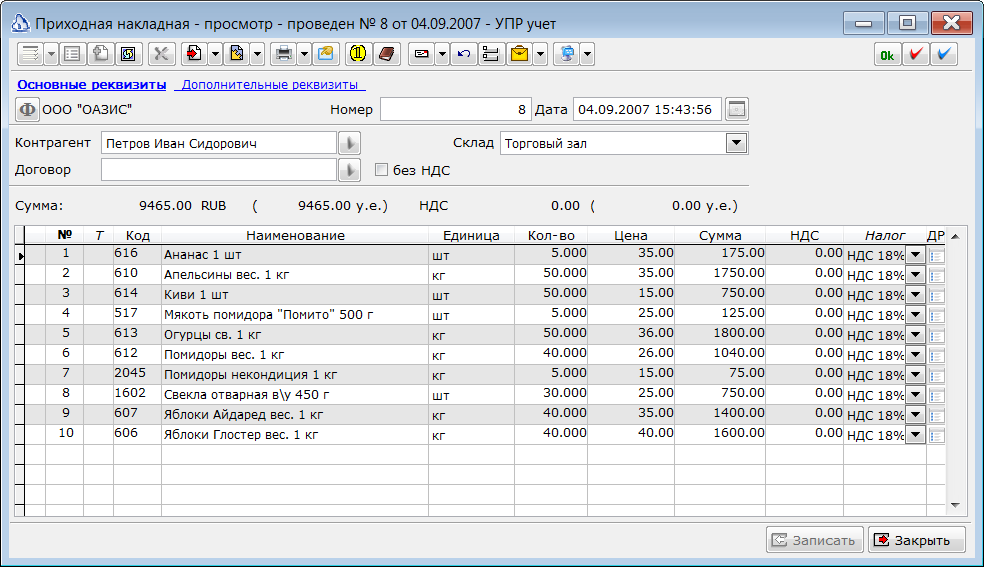 Приходная накладная - просмотр - проведен № 8 от 04.09.2007 - УПР учет
Ok
Основные реквизиты Дополнительные реквизиты
Ф ООО "ОАЗИС" Номер 8 Дата 04.09.2007 15:43:56
Контрагент Петров Иван Сидорович Склад Торговый зал
Договор без НДС
Сумма: 9465.00 RUB ( 9465.00 у.е.) НДС 0.00 ( 0.00 у.е.)
№ Т Код Наименование Единица Кол-во Цена Сумма НДС Налог ДР
1 616 Ананас 1 шт шт 5.000 35.00 175.00 0.00 НДС 18%
2 610 Апельсины вес. 1 кг кг 50.000 35.00 1750.00 0.00 НДС 18%
3 614 Киви 1 шт шт 50.000 15.00 750.00 0.00 НДС 18%
4 517 Мякоть помидора "Помито" 500 г шт 5.000 25.00 125.00 0.00 НДС 18%
5 613 Огурцы св. 1 кг кг 50.000 36.00 1800.00 0.00 НДС 18%
6 612 Помидоры вес. 1 кг кг 40.000 26.00 1040.00 0.00 НДС 18%
7 2045 Помидоры некондиция 1 кг кг 5.000 15.00 75.00 0.00 НДС 18%
8 1602 Свекла отварная в\у 450 г шт 30.000 25.00 750.00 0.00 НДС 18%
9 607 Яблоки Айдаред вес. 1 кг кг 40.000 35.00 1400.00 0.00 НДС 18%
10 606 Яблоки Глостер вес. 1 кг кг 40.000 40.00 1600.00 0.00 НДС 18%
Записать Закрыть